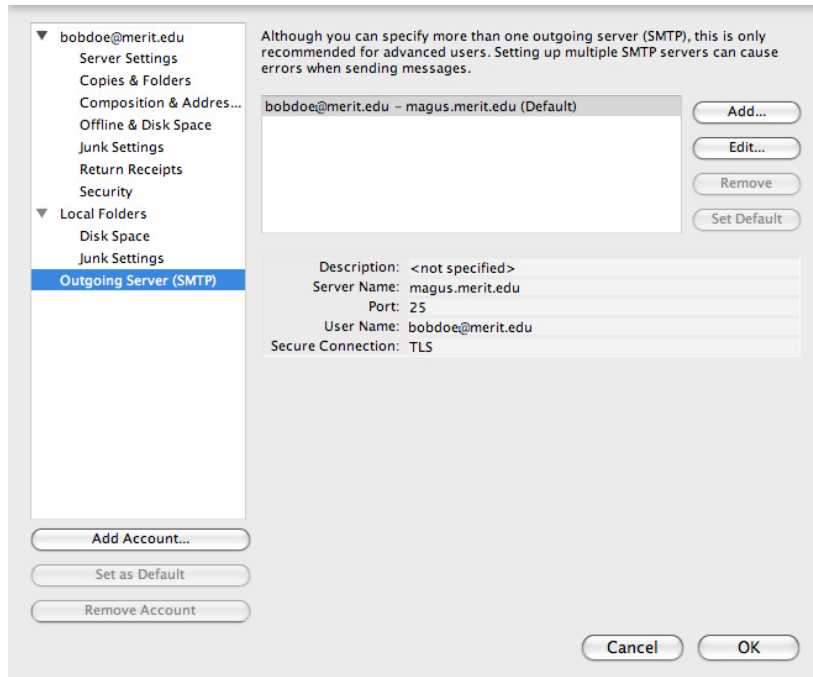 bobdoe@merit.edu
Server Settings
Copies & Folders
Composition & Addres...
Offline & Disk Space
Junk Settings
Return Receipts
Security
Local Folders
Disk Space
Junk Settings
Outgoing Server (SMTP)
Add Account...
Set as Default
Remove Account
Although you can specify more than one outgoing server (SMTP), this is only
recommended for advanced users. Setting up multiple SMTP servers can cause
errors when sending messages.
bobdoe@merit.edu – magus.merit.edu (Default)
Add...
Edit...
Remove
Set Default
Description: <not specified>
Server Name: magus.merit.edu
Port: 25
User Name: bobdoe@merit.edu
Secure Connection: TLS
Cancel
OK